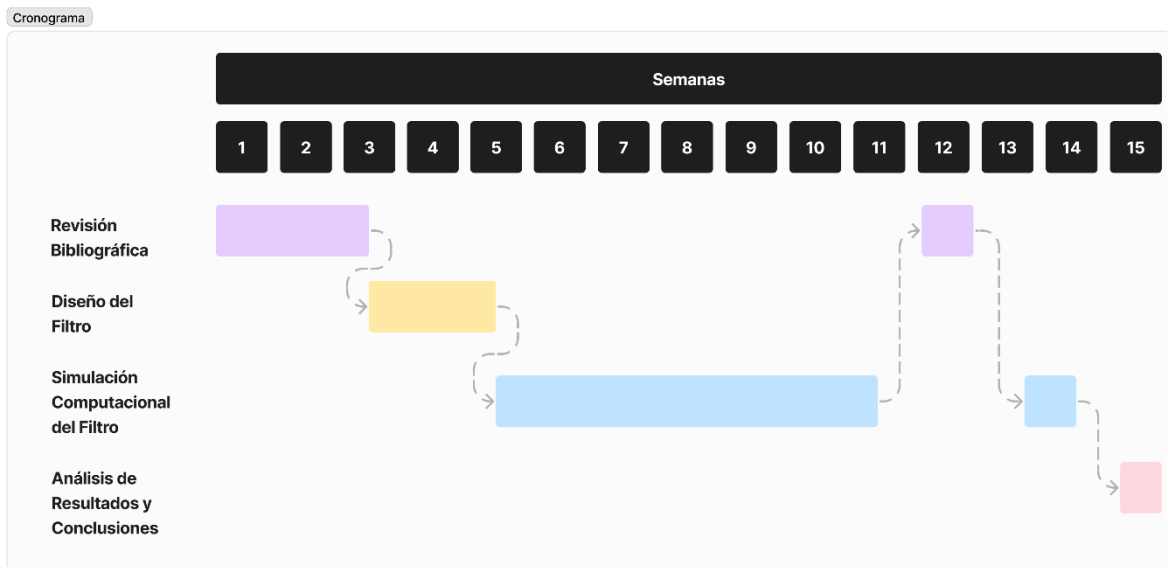 Cronograma
Semanas
1 2 3 4 5 6 7 8 9 10 11 12 13 14 15
Revisión
Bibliográfica
Diseño del
Filtro
Simulación
Computacional
del Filtro
Análisis de
Resultados y
Conclusiones